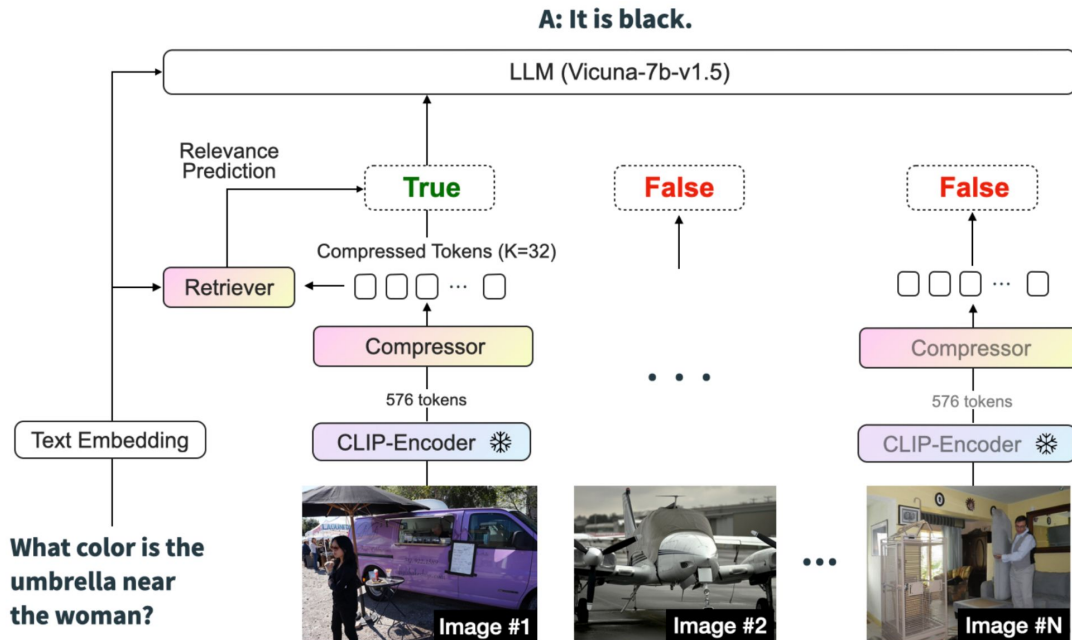 A: It is black.
LLM (Vicuna-7b-v1.5)
Relevance
Prediction
True
False
False
Compressed Tokens (K=32)
Retriever
...
...
Compressor
Compressor
...
576 tokens
576 tokens
Text Embedding
CLIP-Encoder
CLIP-Encoder
What color is the
umbrella near
the woman?
Image #1
Image #2
...
Image #N